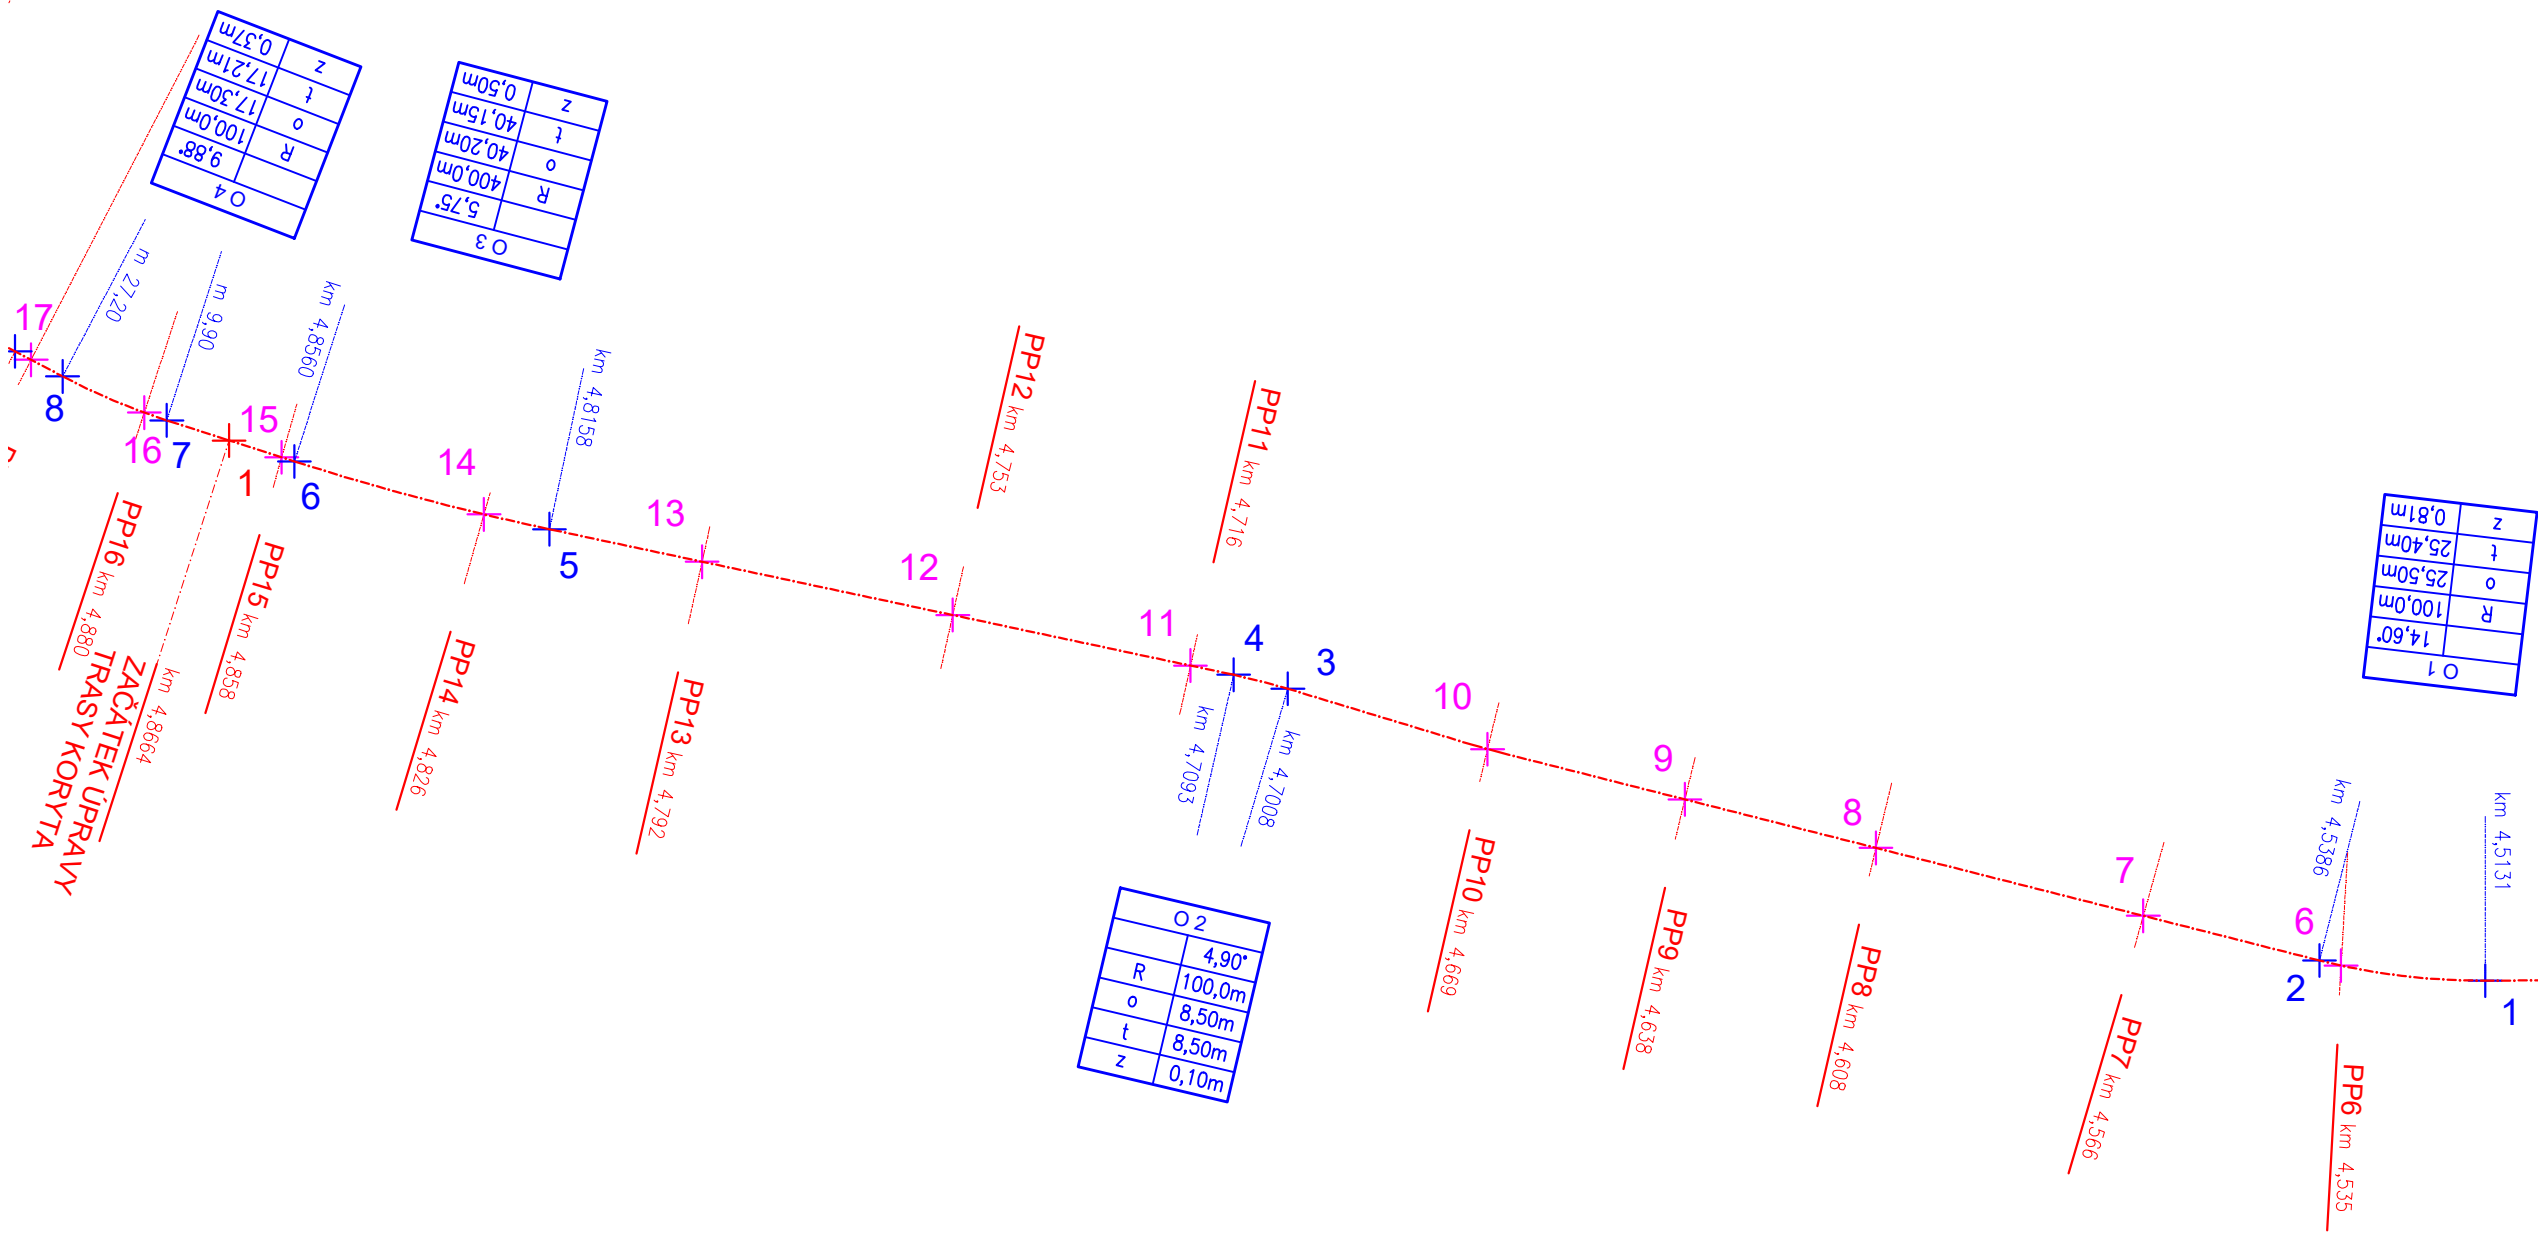 O 4
9,88°
R 100,0m
o 17,30m
t 17,21m
z 0,37m
O 3
5,75°
R 400,0m
o 40,20m
t 40,15m
z 0,50m
O 1
14,60°
R 100,0m
o 25,50m
t 25,40m
z 0,81m
O 2
4,90°
R 100,0m
o 8,50m
t 8,50m
z 0,10m
m 27,20
m 9,90
km 4,8560
km 4,8158
km 4,7093
km 4,7008
km 4,5386
km 4,5131
17
8
16
7
1
15
6
14
5
13
12
11
4
3
10
9
8
7
6
2
1
PP16 km 4,880
PP15 km 4,858
PP14 km 4,826
PP13 km 4,792
PP12 km 4,753
PP11 km 4,716
PP10 km 4,669
PP9 km 4,638
PP8 km 4,608
PP7 km 4,566
PP6 km 4,535
km 4,8664
ZAČÁTEK ÚPRAVY
TRASY KORYTA